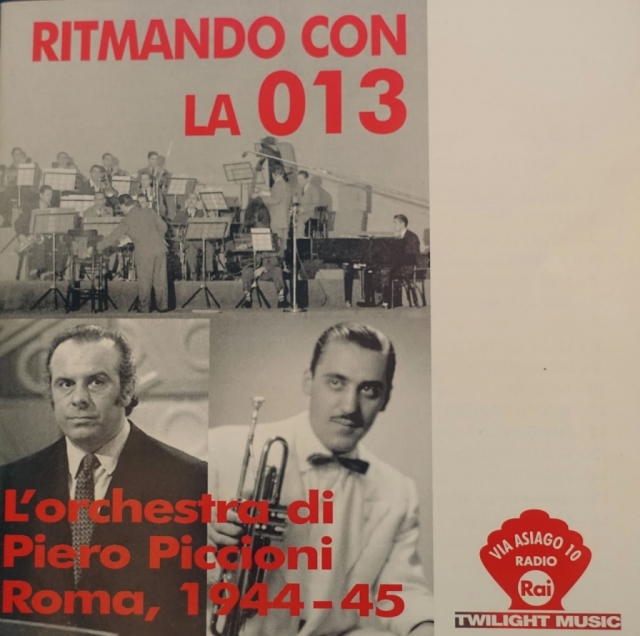 RITMANDO CON
LA 013
L'orchestra di
Piero Piccioni
Roma, 1944-45
VIA ASIAGO 10
RADIO
Rai
TWILIGHT MUSIC